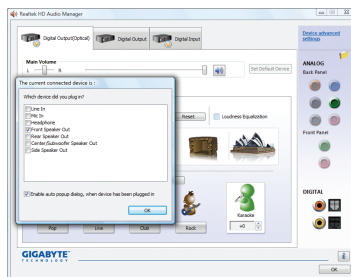 Realtek HD Audio Manager
Digital Output(Optical)
Digital Output
Digital Input
Device advanced
settings
Main Volume
L
R
Set Default Device
ANALOG
Back Panel
The current connected device is :
Which device did you plug in?
Line In
Mic In
Headphone
Front Speaker Out
Rear Speaker Out
Center/Subwoofer Speaker Out
Side Speaker Out
Reset
Loudness Equalization
Front Panel
Enable auto popup dialog, when device has been plugged in
OK
Karaoke
+0
DIGITAL
Pop
Live
Club
Rock
GIGABYTE
TECHNOLOGY
OK